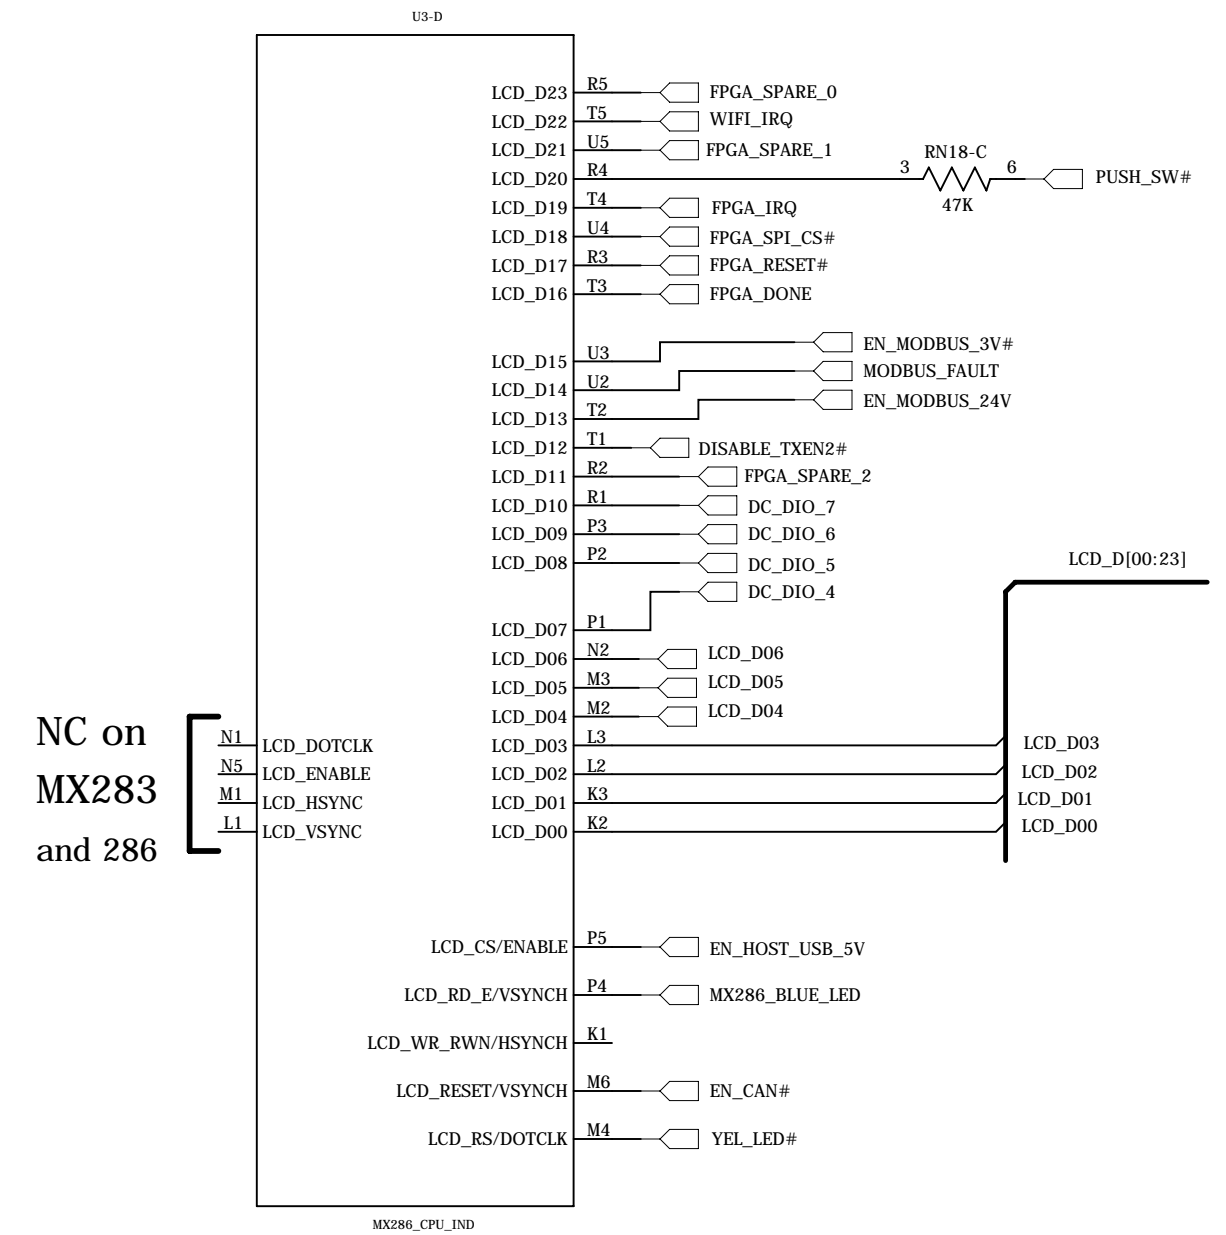 U3-D
LCD_D23 R5 FPGA_SPARE_0
LCD_D22 T5 WIFI_IRQ
LCD_D21 U5 FPGA_SPARE_1
RN18-C
LCD_D20 R4 3 6 PUSH_SW#
47K
LCD_D19 T4 FPGA_IRQ
LCD_D18 U4 FPGA_SPI_CS#
LCD_D17 R3 FPGA_RESET#
LCD_D16 T3 FPGA_DONE
LCD_D15 U3 EN_MODBUS_3V#
LCD_D14 U2 MODBUS_FAULT
LCD_D13 T2 EN_MODBUS_24V
LCD_D12 T1 DISABLE_TXEN2#
LCD_D11 R2 FPGA_SPARE_2
LCD_D10 R1 DC_DIO_7
LCD_D09 P3 DC_DIO_6
LCD_D08 P2 DC_DIO_5
LCD_D[00:23]
DC_DIO_4
LCD_D07 P1
LCD_D06 N2 LCD_D06
LCD_D05 M3 LCD_D05
LCD_D04 M2 LCD_D04
NC on
MX283
and 286
N1 LCD_DOTCLK LCD_D03 L3 LCD_D03
N5 LCD_ENABLE LCD_D02 L2 LCD_D02
M1 LCD_HSYNC LCD_D01 K3 LCD_D01
L1 LCD_VSYNC LCD_D00 K2 LCD_D00
LCD_CS/ENABLE P5 EN_HOST_USB_5V
LCD_RD_E/VSYNCH P4 MX286_BLUE_LED
LCD_WR_RWN/HSYNCH K1
LCD_RESET/VSYNCH M6 EN_CAN#
LCD_RS/DOTCLK M4 YEL_LED#
MX286_CPU_IND